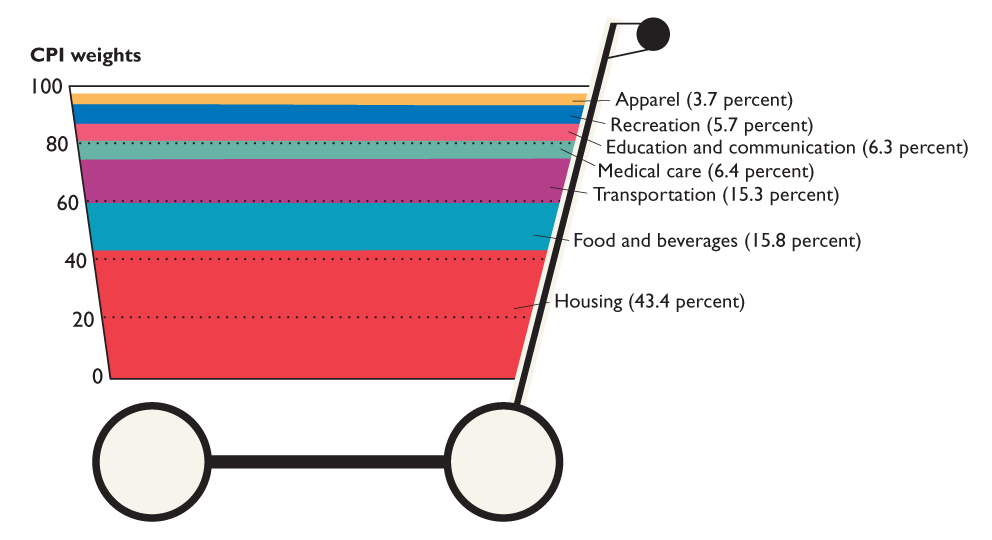 CPI weights
100
Apparel (3.7 percent)
Recreation (5.7 percent)
80
Education and communication (6.3 percent)
Medical care (6.4 percent)
Transportation (15.3 percent)
60
Food and beverages (15.8 percent)
40
Housing (43.4 percent)
20
0